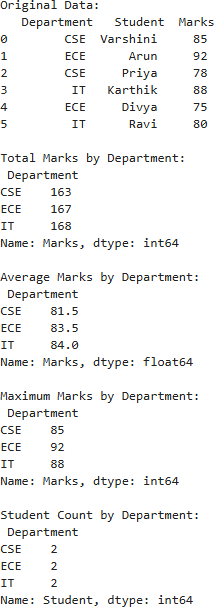 Original Data:
  Department   Student  Marks
0        CSE  Varshini     85
1        ECE      Arun     92
2        CSE     Priya     78
3         IT   Karthik     88
4        ECE     Divya     75
5         IT      Ravi     80

Total Marks by Department:
 Department
CSE    163
ECE    167
IT     168
Name: Marks, dtype: int64

Average Marks by Department:
 Department
CSE    81.5
ECE    83.5
IT     84.0
Name: Marks, dtype: float64

Maximum Marks by Department:
 Department
CSE    85
ECE    92
IT     88
Name: Marks, dtype: int64

Student Count by Department:
 Department
CSE    2
ECE    2
IT     2
Name: Student, dtype: int64